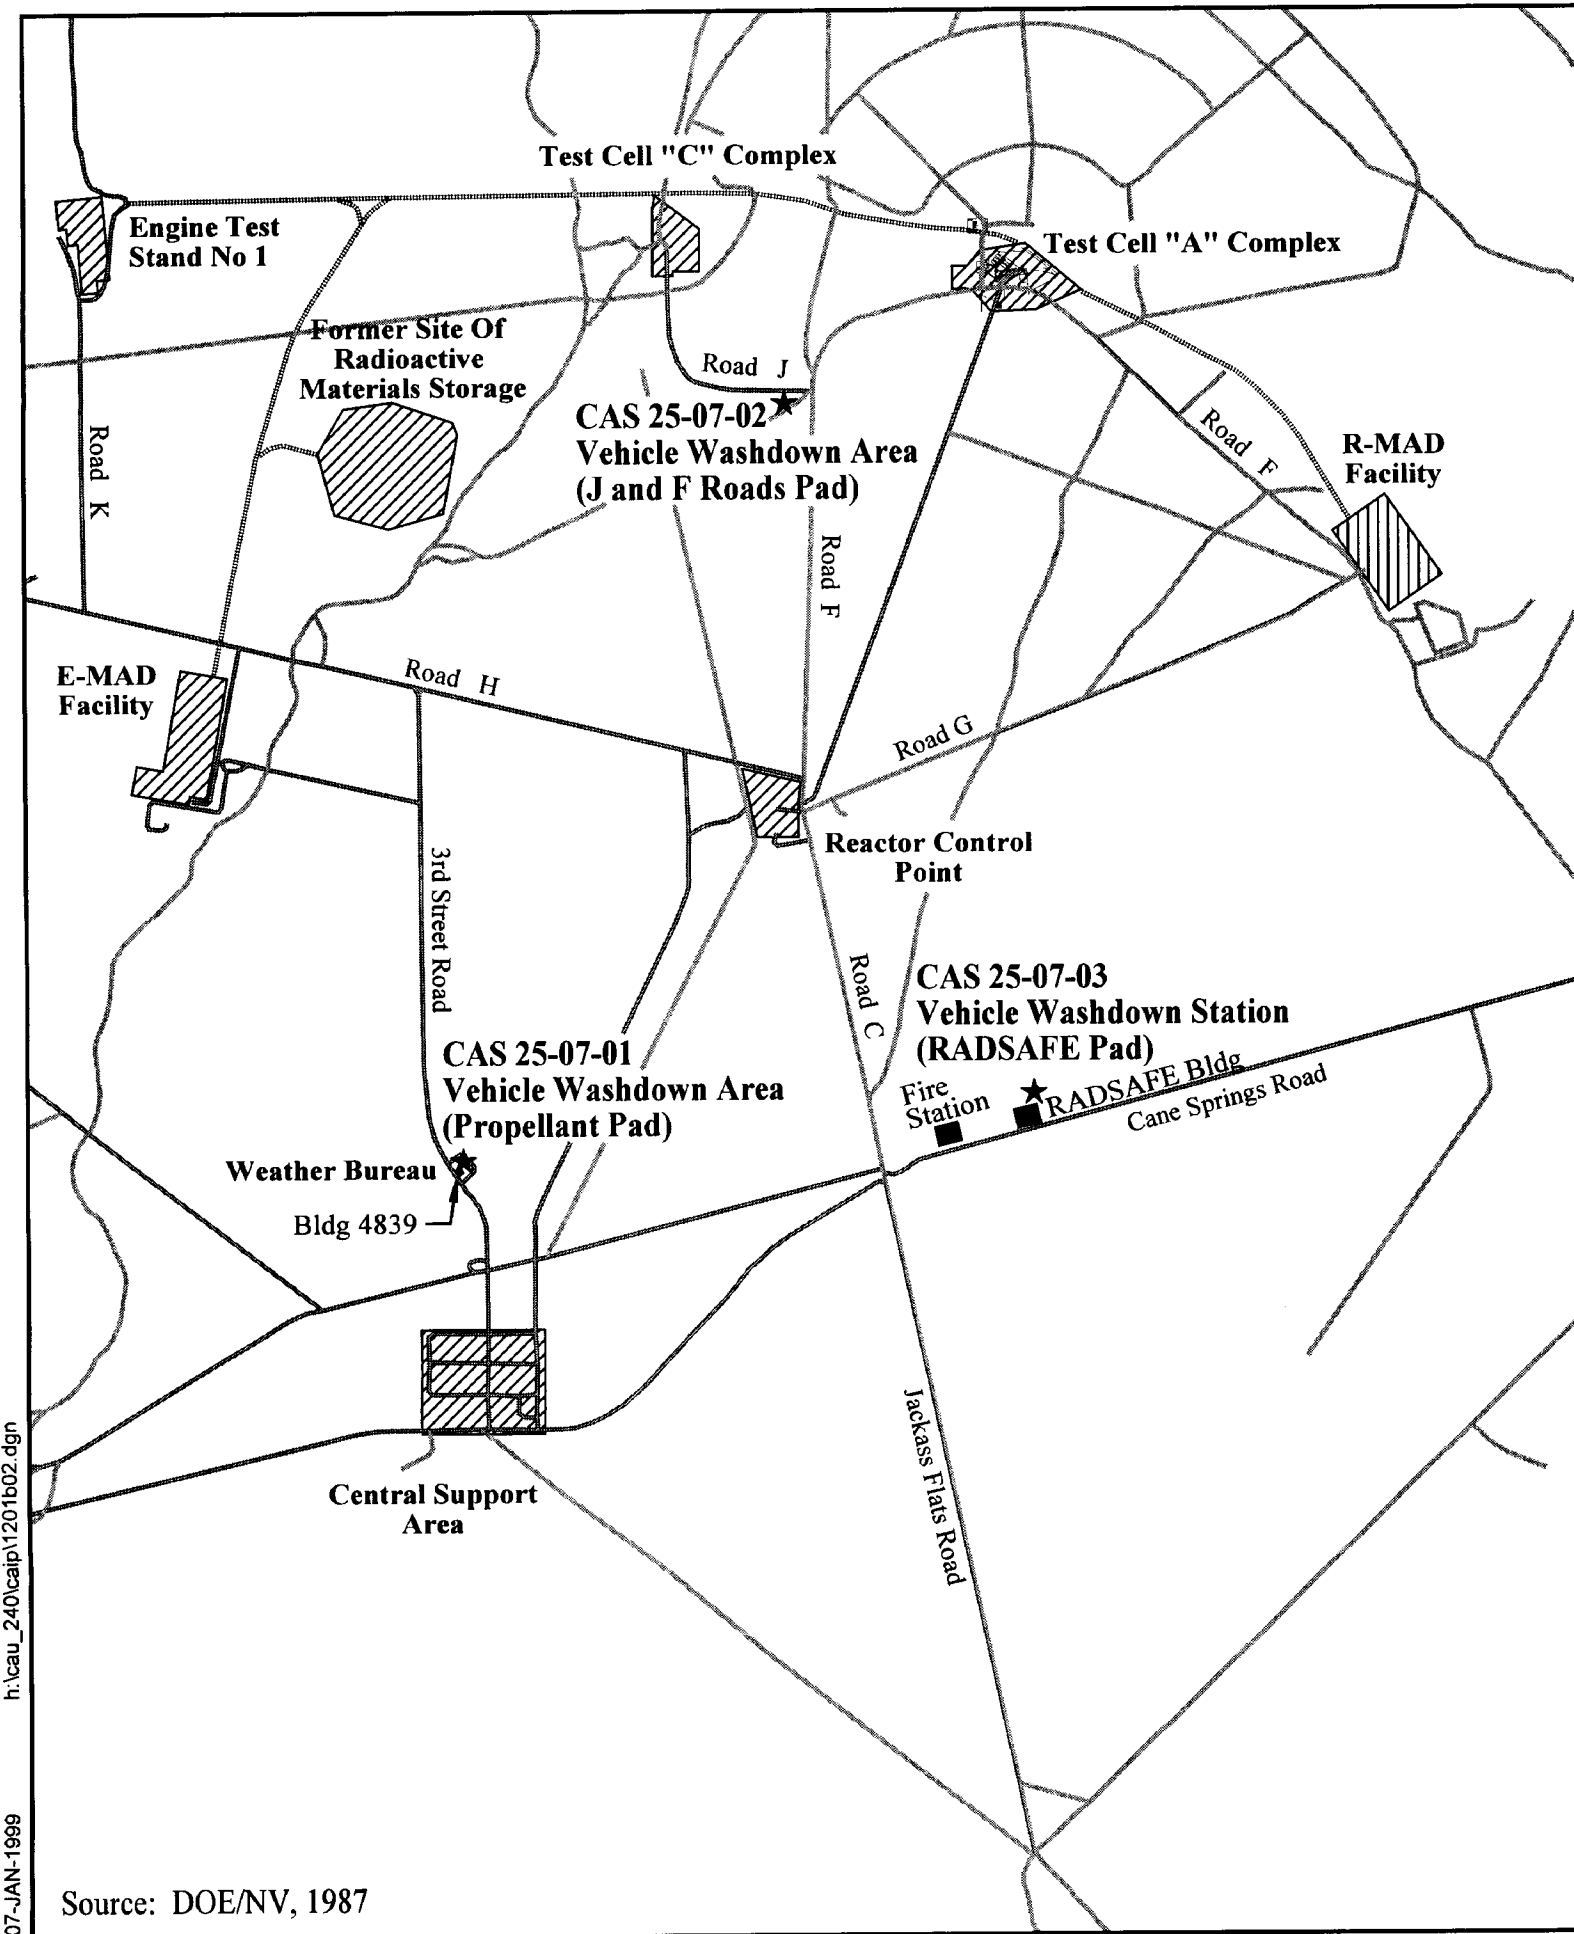 Test Cell "C" Complex
Engine Test
Stand No 1
Test Cell "A" Complex
Former Site Of
Radioactive
Materials Storage
Road J
CAS 25-07-02
Vehicle Washdown Area
(J and F Roads Pad)
Road F
R-MAD
Facility
Road K
Road F
E-MAD
Facility
Road H
Road G
Reactor Control
Point
3rd Street Road
Road C
CAS 25-07-03
Vehicle Washdown Station
(RADSAFE Pad)
CAS 25-07-01
Vehicle Washdown Area
(Propellant Pad)
Fire
Station
RADSAFE Bldg
Cane Springs Road
Weather Bureau
Bldg 4839
Central Support
Area
Jackass Flats Road
h:\cau_240\caip\1201b02.dgn
07-JAN-1999
Source: DOE/NV, 1987